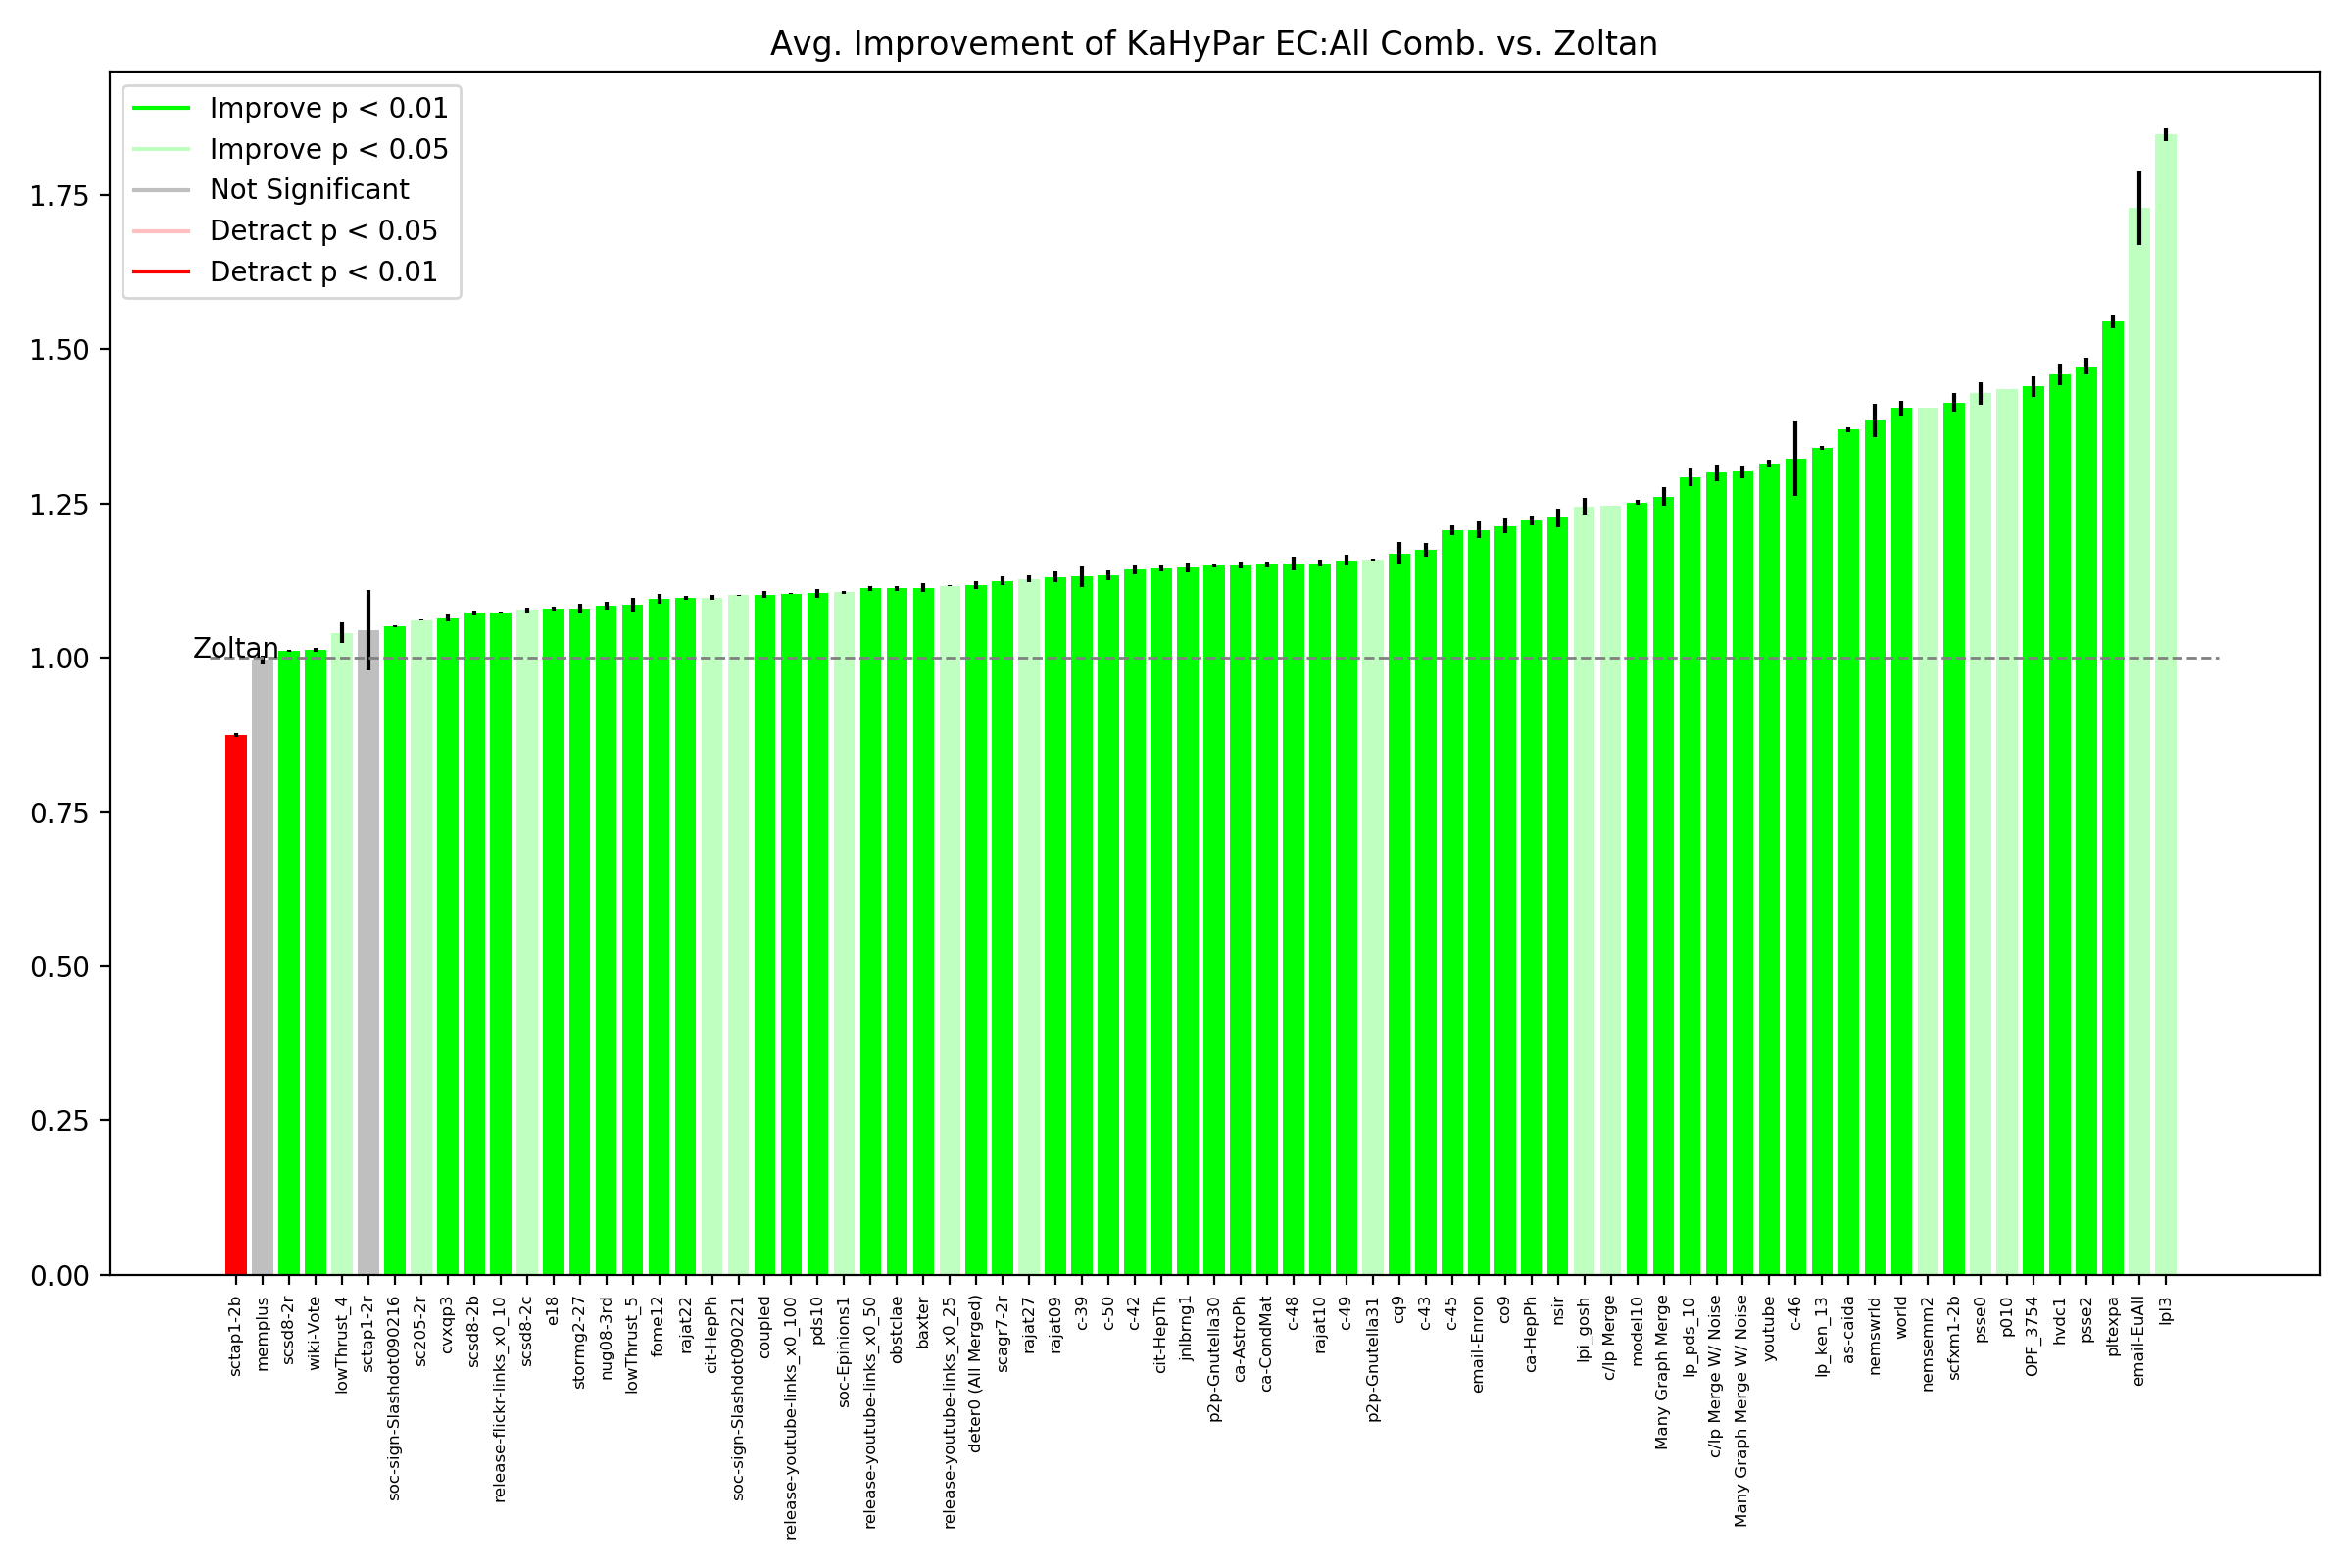 Avg. Improvement of KaHyPar EC:All Comb. vs. Zoltan
Improve p < 0.01
Improve p < 0.05
Not Significant
Detract p < 0.05
Detract p < 0.01
1.75
1.50
1.25
1.00
0.75
0.50
0.25
0.00
Zoltan
sctap1-2b
memplus
scsd8-2r
wiki-Vote
lowThrust_4
sctap1-2r
soc-sign-Slashdot090216
sc205-2r
cvxqp3
scsd8-2b
release-flickr-links_x0_10
scsd8-2c
e18
stormg2-27
nug08-3rd
lowThrust_5
fome12
rajat22
cit-HepPh
soc-sign-Slashdot090221
coupled
release-youtube-links_x0_100
pds10
soc-Epinions1
release-youtube-links_x0_50
obstclae
baxter
release-youtube-links_x0_25
deter0 (All Merged)
scagr7-2r
rajat27
rajat09
c-39
c-50
c-42
cit-HepTh
jnlbrng1
p2p-Gnutella30
ca-AstroPh
ca-CondMat
c-48
rajat10
c-49
p2p-Gnutella31
cq9
c-43
c-45
email-Enron
co9
ca-HepPh
nsir
lpi_gosh
c/lp Merge
model10
Many Graph Merge
lp_pds_10
c/lp Merge W/ Noise
Many Graph Merge W/ Noise
youtube
c-46
lp_ken_13
as-caida
nemswrld
world
nemsemm2
scfxm1-2b
psse0
p010
OPF_3754
hvdc1
psse2
pltexpa
email-EuAll
lpl3